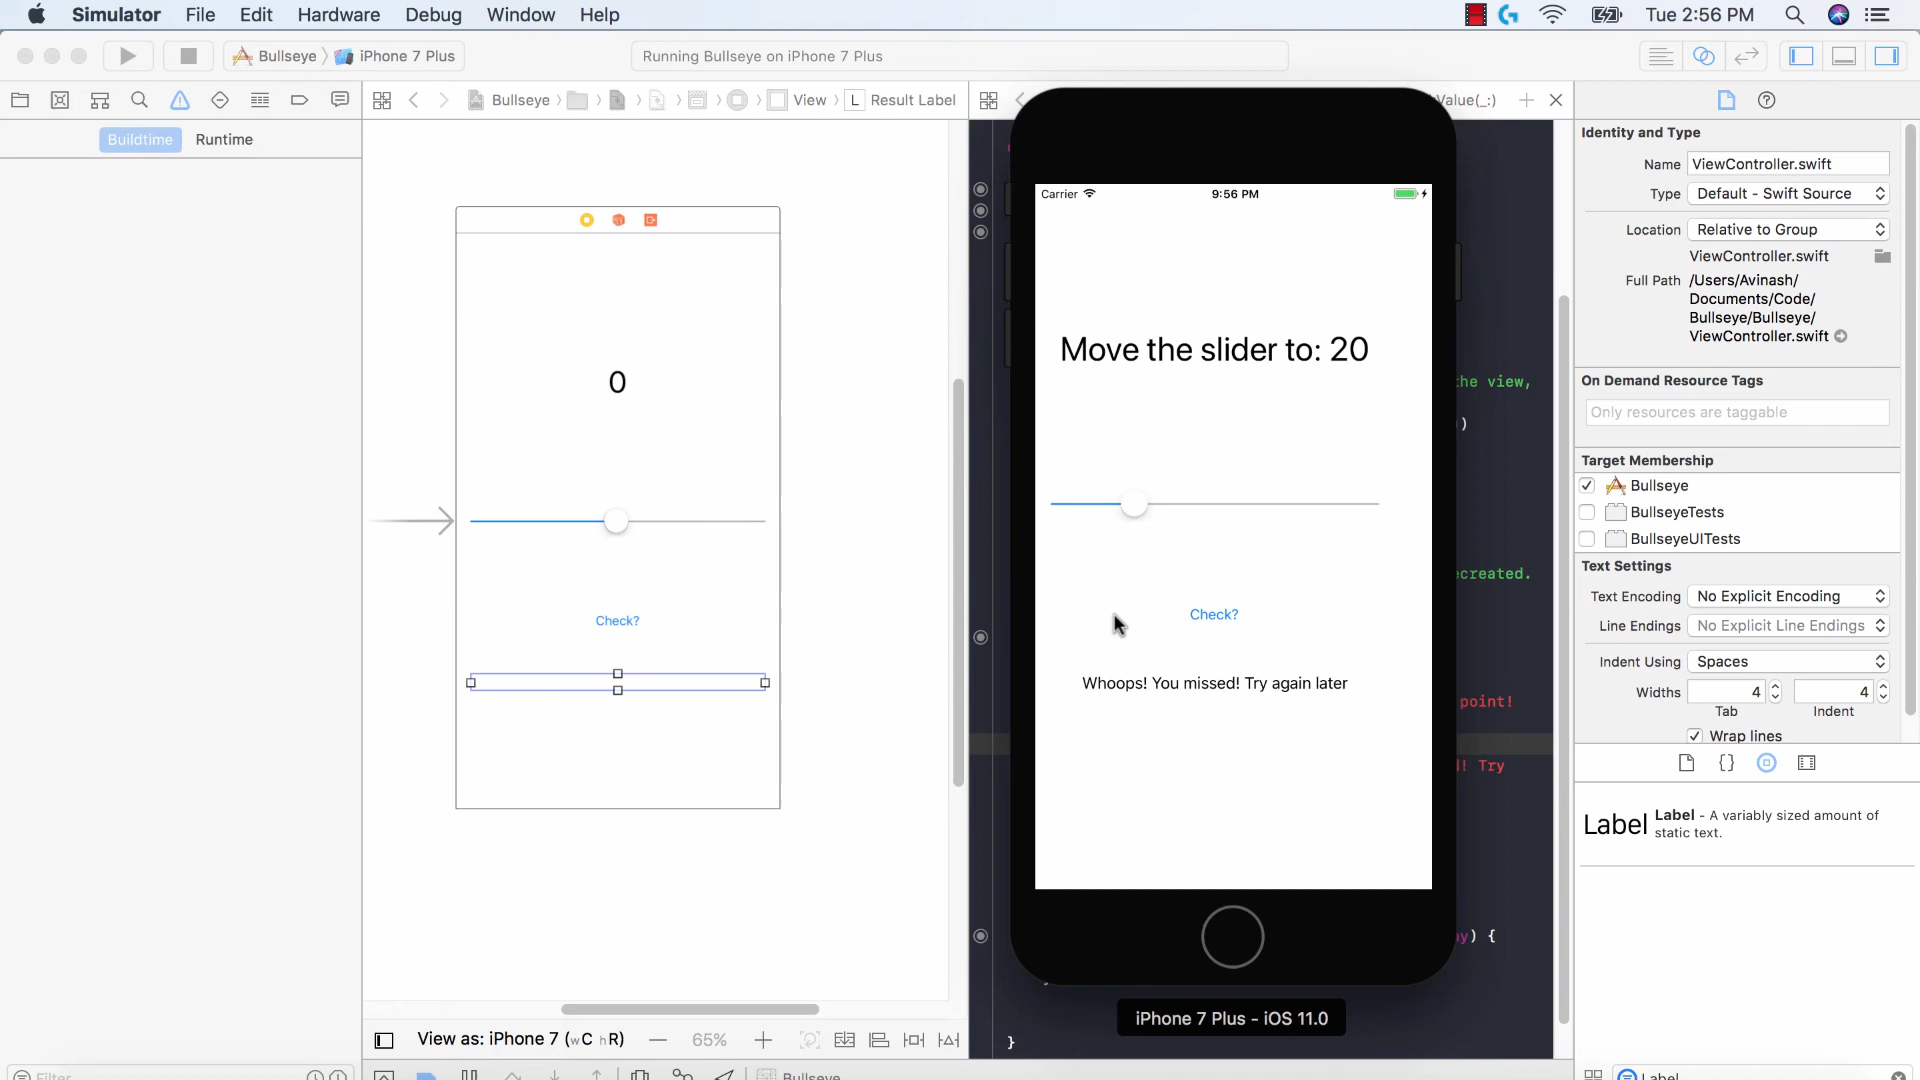 Simulator File Edit Hardware Debug Window Help Tue 2:56 PM
Bullseye iPhone 7 Plus Running Bullseye on iPhone 7 Plus
Bullseye View L Result Label Value(_:)
Buildtime Runtime
Identity and Type
Name ViewController.swift
Type Default - Swift Source
Location Relative to Group
ViewController.swift
Full Path /Users/Avinash/
Documents/Code/
Bullseye/Bullseye/
ViewController.swift
On Demand Resource Tags
Only resources are taggable
Target Membership
Bullseye
BullseyeTests
BullseyeUITests
Text Settings
Text Encoding No Explicit Encoding
Line Endings No Explicit Line Endings
Indent Using Spaces
Widths 4 4
Tab Indent
Wrap lines
Label Label - A variably sized amount of
static text.
Label
0
Check?
Carrier 9:56 PM
Move the slider to: 20
Check?
Whoops! You missed! Try again later
iPhone 7 Plus - iOS 11.0
the view,
)
ecreated.
point!
! Try
y) {
}
View as: iPhone 7 (wC hR) 65%
Filter
Bullseye